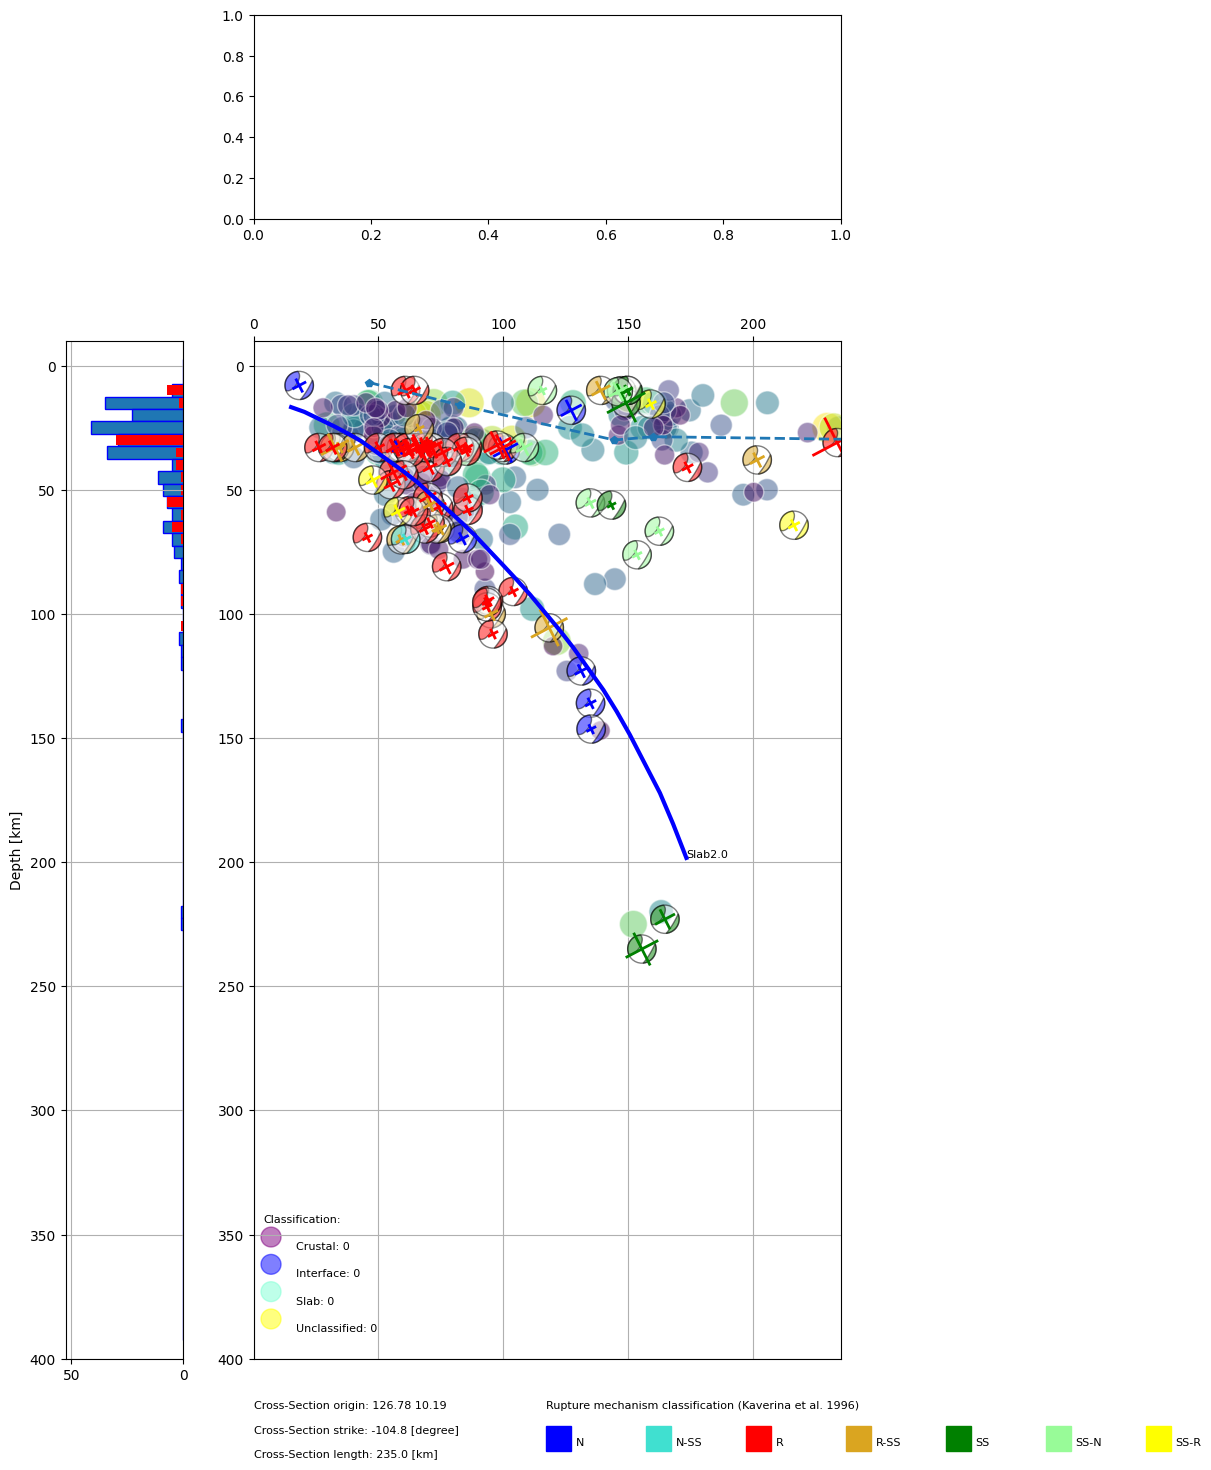 1.0
0.8
0.6
0.4
0.2
0.0
0.0 0.2 0.4 0.6 0.8 1.0
0 50 100 150 200
0 0
50 50
100 100
150 150
Depth [km]
Slab2.0
200 200
250 250
300 300
350 350
400 400
Classification:
Crustal: 0
Interface: 0
Slab: 0
Unclassified: 0
50 0
Cross-Section origin: 126.78 10.19
Cross-Section strike: -104.8 [degree]
Cross-Section length: 235.0 [km]
Rupture mechanism classification (Kaverina et al. 1996)
N N-SS R R-SS SS SS-N SS-R